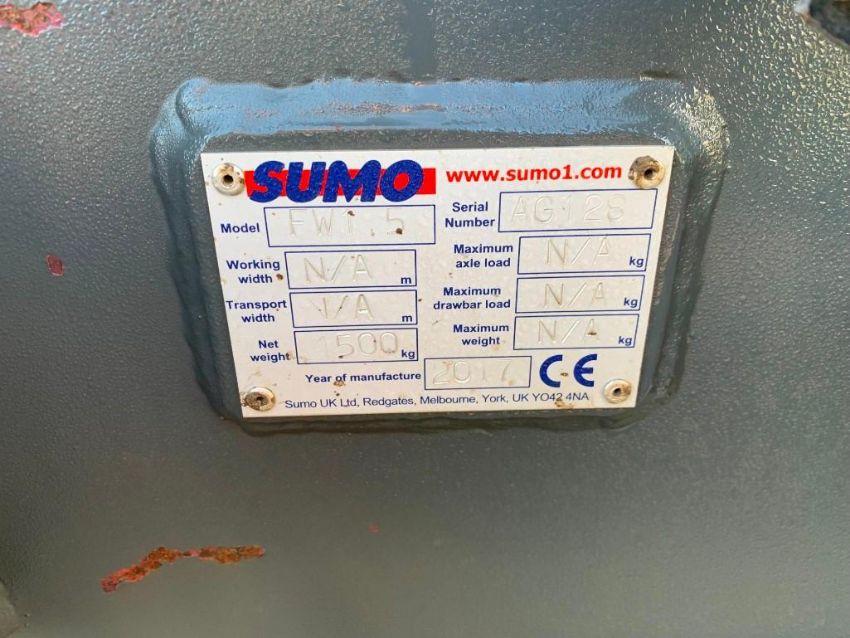 SUMO www.sumo1.com
Model FW1.5 Serial Number AG128
Working width N/A m Maximum axle load N/A kg
Transport width N/A m Maximum drawbar load N/A kg
Net weight 1500 kg Maximum weight N/A kg
Year of manufacture 2017 CE
Sumo UK Ltd, Redgates, Melbourne, York, UK YO42 4NA